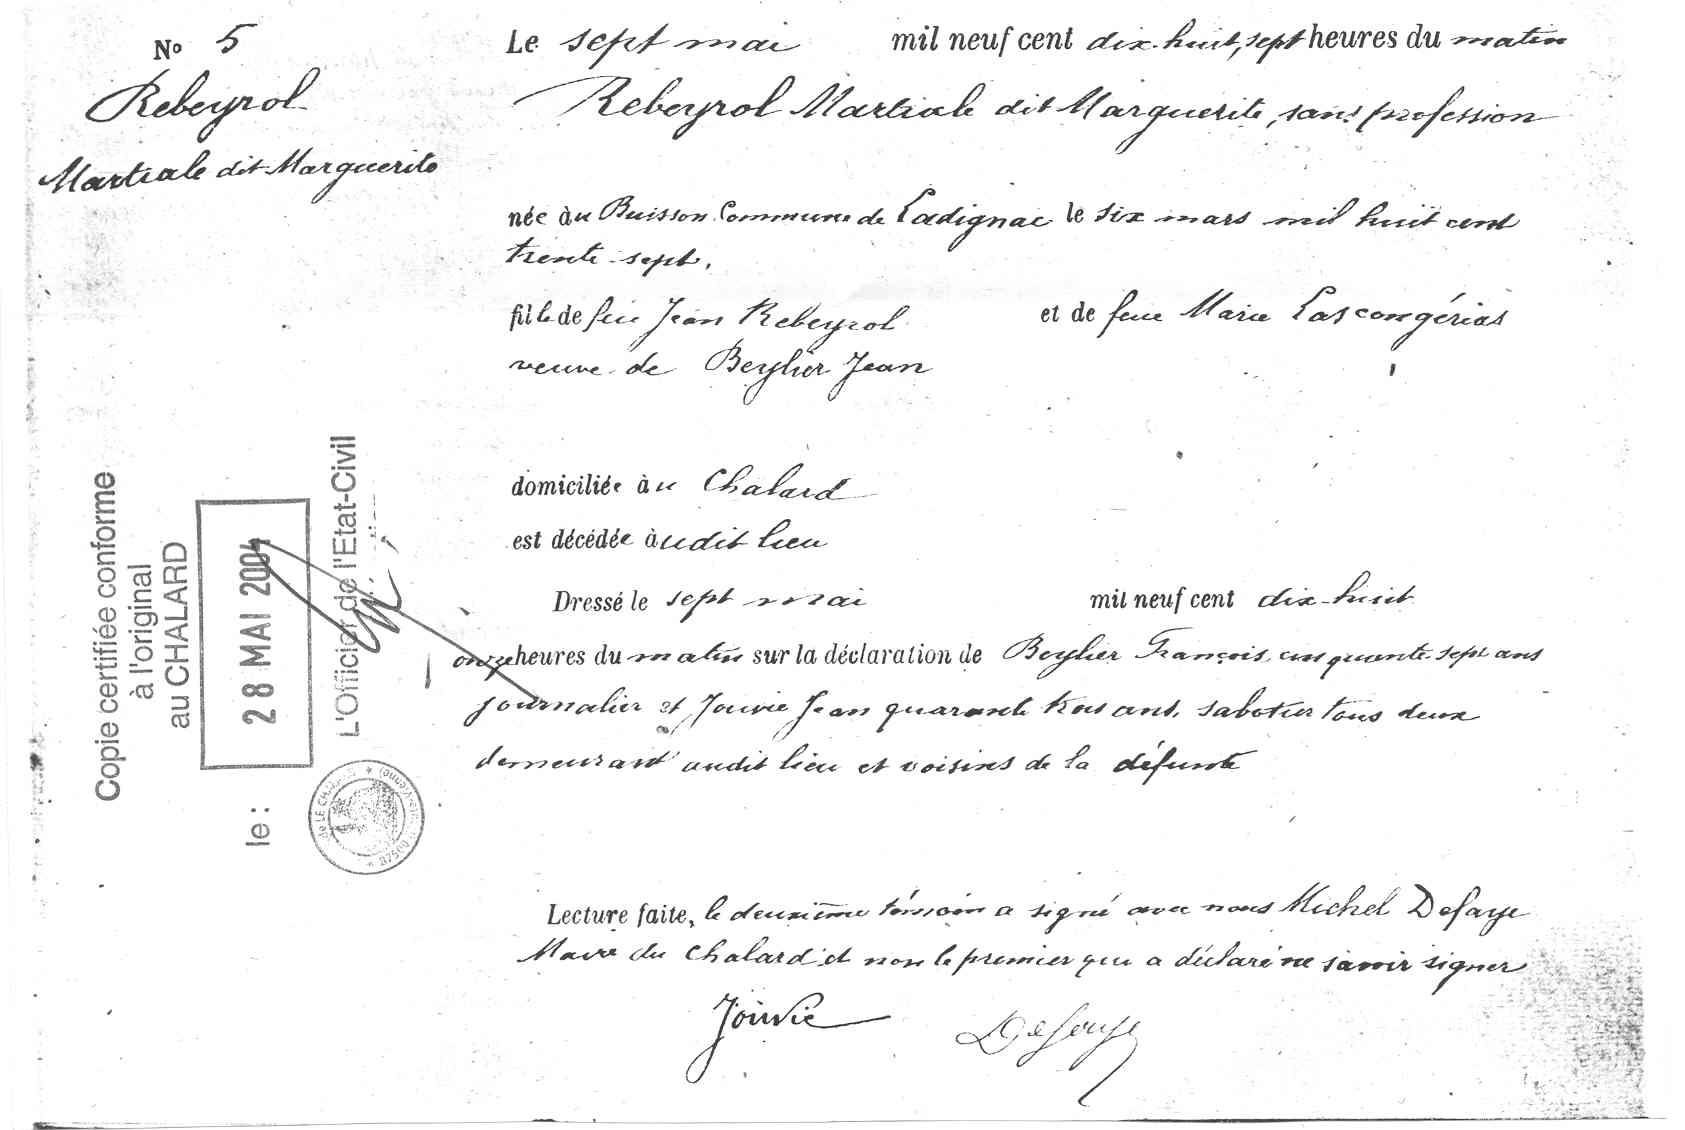 No 5
Rebeyrol
Martiale dit Marguerite
Le sept mai mil neuf cent dix-huit, sept heures du matin
Rebeyrol Martiale dit Marguerite, sans profession
née au Buisson Commune de Ladignac le six mars mil huit cent
trente-sept.
fille de feu Jean Rebeyrol et de feue Marie Lascongérias
veuve de Beylier Jean
domiciliée au Chalard
est décédée audit lieu
Dressé le sept mai mil neuf cent dix-huit
onze heures du matin sur la déclaration de Beylier François, cinquante sept ans
journalier et Jouvie Jean quarante trois ans, sabotier tous deux
demeurant audit lieu et voisins de la défunte
Lecture faite, le deuxième témoin a signé avec nous Michel Defaye
Maire du Chalard et non le premier qui a déclaré ne savoir signer
Jouvie Defaye
Copie certifiée conforme
à l'original
au CHALARD
le : 28 MAI 2004
L'Officier de l'Etat-Civil